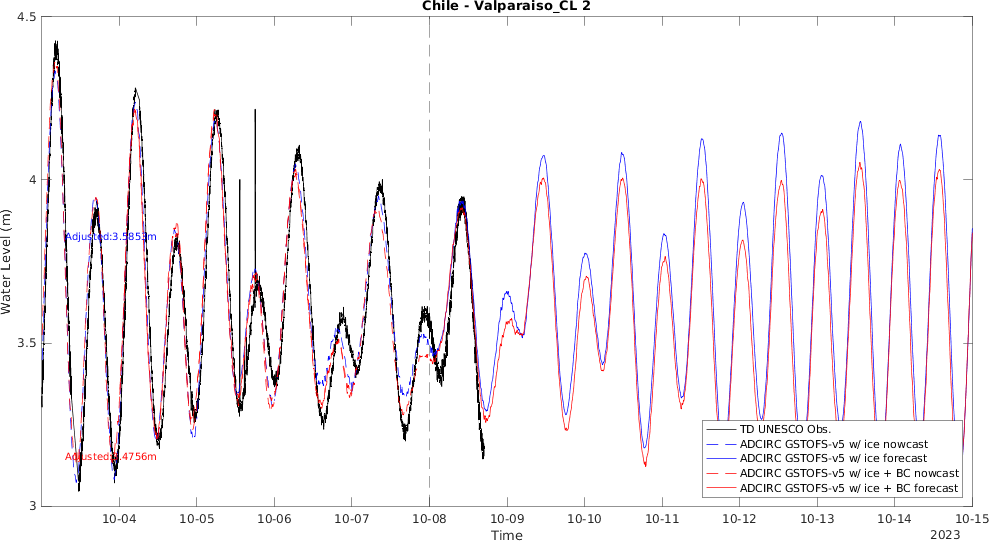 Chile - Valparaiso_CL 2
Water Level (m)
4.5
4
3.5
3
Adjusted:3.5853m
Adjusted:3.4756m
TD UNESCO Obs.
ADCIRC GSTOFS-v5 w/ ice nowcast
ADCIRC GSTOFS-v5 w/ ice forecast
ADCIRC GSTOFS-v5 w/ ice + BC nowcast
ADCIRC GSTOFS-v5 w/ ice + BC forecast
10-04 10-05 10-06 10-07 10-08 10-09 10-10 10-11 10-12 10-13 10-14 10-15
Time
2023